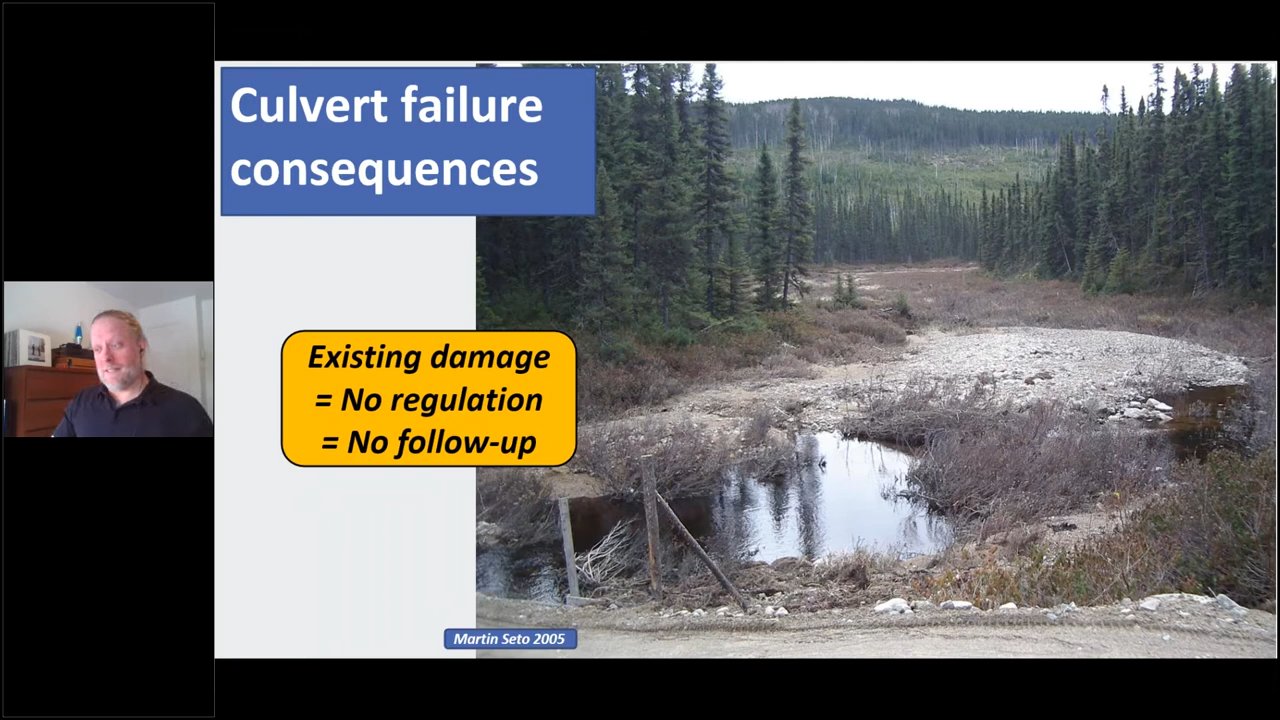 Culvert failure
consequences
Existing damage
= No regulation
= No follow-up
Martin Seto 2005